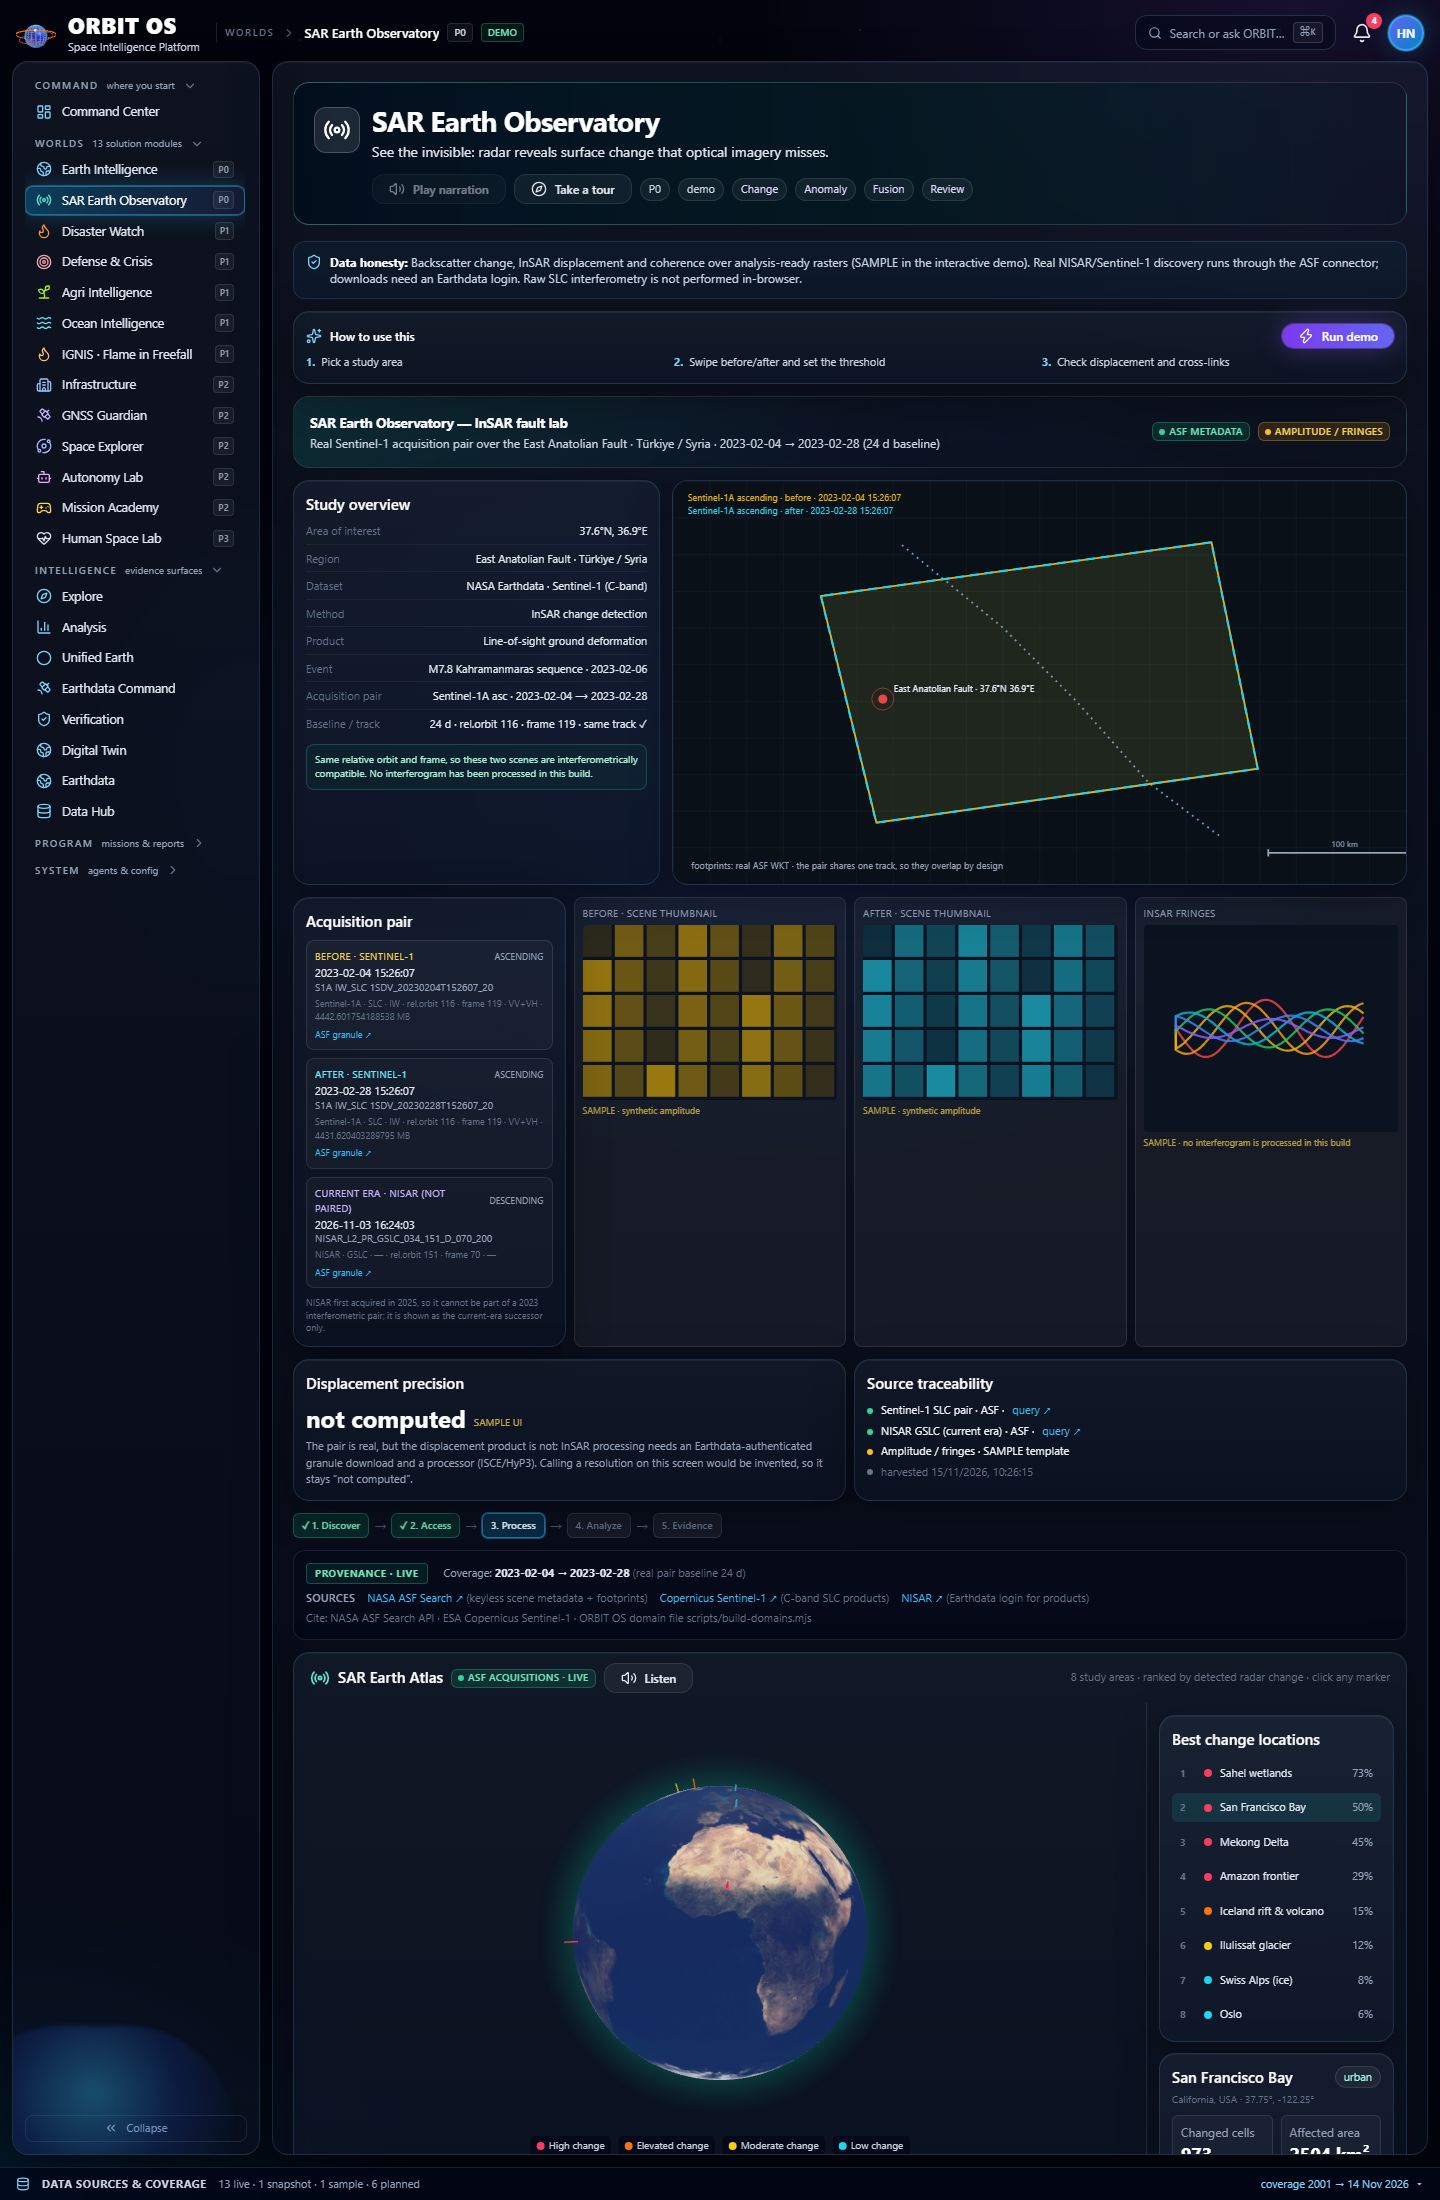 ORBIT OS
Space Intelligence Platform
WORLDS > SAR Earth Observatory P0 DEMO
Search or ask ORBIT... ⌘K
4
HN
COMMAND where you start
Command Center
WORLDS 13 solution modules
Earth Intelligence P0
SAR Earth Observatory P0
Disaster Watch P1
Defense & Crisis P1
Agri Intelligence P1
Ocean Intelligence P1
IGNIS · Flame in Freefall P1
Infrastructure P2
GNSS Guardian P2
Space Explorer P2
Autonomy Lab P2
Mission Academy P2
Human Space Lab P3
INTELLIGENCE evidence surfaces
Explore
Analysis
Unified Earth
Earthdata Command
Verification
Digital Twin
Earthdata
Data Hub
PROGRAM missions & reports
SYSTEM agents & config
Collapse
SAR Earth Observatory
See the invisible: radar reveals surface change that optical imagery misses.
Play narration Take a tour P0 demo Change Anomaly Fusion Review
Data honesty: Backscatter change, InSAR displacement and coherence over analysis-ready rasters (SAMPLE in the interactive demo). Real NISAR/Sentinel-1 discovery runs through the ASF connector;
downloads need an Earthdata login. Raw SLC interferometry is not performed in-browser.
How to use this
Run demo
1. Pick a study area
2. Swipe before/after and set the threshold
3. Check displacement and cross-links
SAR Earth Observatory — InSAR fault lab
Real Sentinel-1 acquisition pair over the East Anatolian Fault · Türkiye / Syria · 2023-02-04 → 2023-02-28 (24 d baseline)
ASF METADATA
AMPLITUDE / FRINGES
Study overview
Area of interest 37.6°N, 36.9°E
Region East Anatolian Fault · Türkiye / Syria
Dataset NASA Earthdata · Sentinel-1 (C-band)
Method InSAR change detection
Product Line-of-sight ground deformation
Event M7.8 Kahramanmaras sequence · 2023-02-06
Acquisition pair Sentinel-1A asc · 2023-02-04 ⟶ 2023-02-28
Baseline / track 24 d · rel.orbit 116 · frame 119 · same track ✓
Same relative orbit and frame, so these two scenes are interferometrically
compatible. No interferogram has been processed in this build.
Sentinel-1A ascending · before · 2023-02-04 15:26:07
Sentinel-1A ascending · after · 2023-02-28 15:26:07
East Anatolian Fault · 37.6°N 36.9°E
100 km
footprints: real ASF WKT · the pair shares one track, so they overlap by design
Acquisition pair
BEFORE · SENTINEL-1 ASCENDING
2023-02-04 15:26:07
S1A IW_SLC 1SDV_20230204T152607_20
Sentinel-1A · SLC · IW · rel.orbit 116 · frame 119 · VV+VH ·
4442.601754188538 MB
ASF granule ↗
AFTER · SENTINEL-1 ASCENDING
2023-02-28 15:26:07
S1A IW_SLC 1SDV_20230228T152607_20
Sentinel-1A · SLC · IW · rel.orbit 116 · frame 119 · VV+VH ·
4431.620403289795 MB
ASF granule ↗
CURRENT ERA · NISAR (NOT
PAIRED) DESCENDING
2026-11-03 16:24:03
NISAR_L2_PR_GSLC_034_151_D_070_200
NISAR · GSLC · — · rel.orbit 151 · frame 70 · —
ASF granule ↗
NISAR first acquired in 2025, so it cannot be part of a 2023
interferometric pair; it is shown as the current-era successor
only.
BEFORE · SCENE THUMBNAIL
SAMPLE · synthetic amplitude
AFTER · SCENE THUMBNAIL
SAMPLE · synthetic amplitude
INSAR FRINGES
SAMPLE · no interferogram is processed in this build
Displacement precision
not computed SAMPLE UI
The pair is real, but the displacement product is not: InSAR processing needs an Earthdata-authenticated
granule download and a processor (ISCE/HyP3). Calling a resolution on this screen would be invented, so it
stays "not computed".
Source traceability
Sentinel-1 SLC pair · ASF · query ↗
NISAR GSLC (current era) · ASF · query ↗
Amplitude / fringes · SAMPLE template
harvested 15/11/2026, 10:26:15
✓ 1. Discover → ✓ 2. Access → 3. Process → 4. Analyze → 5. Evidence
PROVENANCE · LIVE Coverage: 2023-02-04 → 2023-02-28 (real pair baseline 24 d)
SOURCES NASA ASF Search ↗ (keyless scene metadata + footprints) Copernicus Sentinel-1 ↗ (C-band SLC products) NISAR ↗ (Earthdata login for products)
Cite: NASA ASF Search API · ESA Copernicus Sentinel-1 · ORBIT OS domain file scripts/build-domains.mjs
SAR Earth Atlas ASF ACQUISITIONS · LIVE Listen
8 study areas · ranked by detected radar change · click any marker
Best change locations
1 Sahel wetlands 73%
2 San Francisco Bay 50%
3 Mekong Delta 45%
4 Amazon frontier 29%
5 Iceland rift & volcano 15%
6 Ilulissat glacier 12%
7 Swiss Alps (ice) 8%
8 Oslo 6%
San Francisco Bay urban
California, USA · 37.75°, -122.25°
Changed cells Affected area
973 2504 km²
High change Elevated change Moderate change Low change
DATA SOURCES & COVERAGE 13 live · 1 snapshot · 1 sample · 6 planned
coverage 2001 → 14 Nov 2026